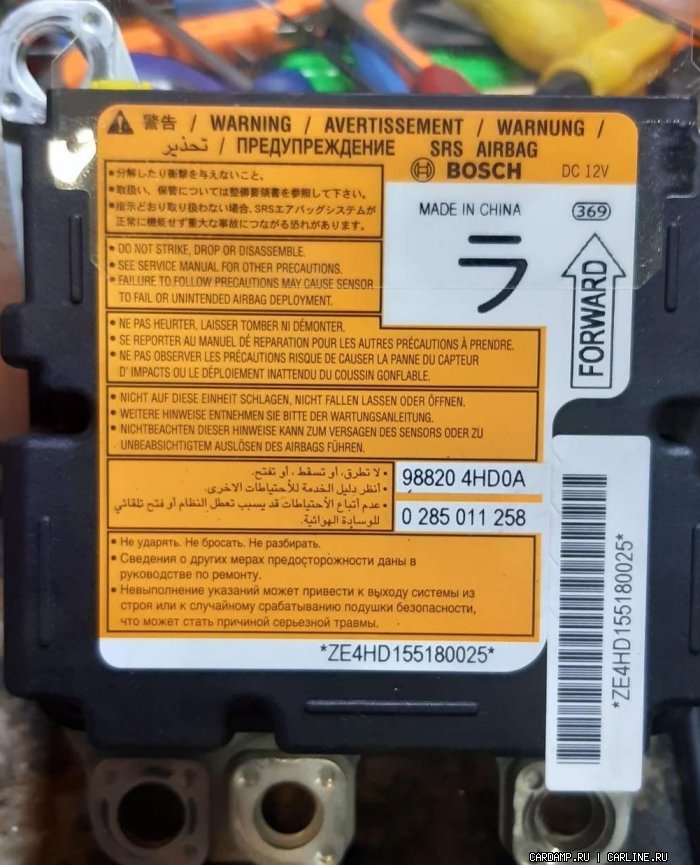 ⚠ 警告 / WARNING / AVERTISSEMENT / WARNUNG /
تحذير / ПРЕДУПРЕЖДЕНИЕ SRS AIRBAG
BOSCH DC 12V
• 分解したり衝撃を与えないこと。
• 取扱い、保管については整備要領書を参照して下さい。
• 指示どおり取り扱わない場合、SRSエアバッグシステムが
正常に機能せず重大な事故につながる恐れがあります。
MADE IN CHINA 369
ラ
FORWARD
• DO NOT STRIKE, DROP OR DISASSEMBLE.
• SEE SERVICE MANUAL FOR OTHER PRECAUTIONS.
• FAILURE TO FOLLOW PRECAUTIONS MAY CAUSE SENSOR
TO FAIL OR UNINTENDED AIRBAG DEPLOYMENT.
• NE PAS HEURTER, LAISSER TOMBER NI DÉMONTER.
• SE REPORTER AU MANUEL DÉ REPARATION POUR LES AUTRES PRÉCAUTIONS À PRENDRE.
• NE PAS OBSERVER LES PRÉCAUTIONS RISQUE DE CAUSER LA PANNE DU CAPTEUR
D' IMPACTS OU LE DÉPLOIEMENT INATTENDU DU COUSSIN GONFLABLE.
• NICHT AUF DIESE EINHEIT SCHLAGEN, NICHT FALLEN LASSEN ODER ÖFFNEN.
• WEITERE HINWEISE ENTNEHMEN SIE BITTE DER WARTUNGSANLEITUNG.
• NICHTBEACHTEN DIESER HINWEISE KANN ZUM VERSAGEN DES SENSORS ODER ZU
UNBEABSICHTIGTEM AUSLÖSEN DES AIRBAGS FÜHREN.
• لا تطرق، أو تسقط ، أو تفتح.
• أنظر دليل الخدمة للأحتياطات الاخرى.
• عدم أتباع الأحتياطات قد يسبب تعطل النظام أو فتح تلقائي
للوسادة الهوائية.
98820 4HD0A
0 285 011 258
• Не ударять. Не бросать. Не разбирать.
• Сведения о других мерах предосторожности даны в
руководстве по ремонту.
• Невыполнение указаний может привести к выходу системы из
строя или к случайному срабатыванию подушки безопасности,
что может стать причиной серьезной травмы.
*ZE4HD155180025*
*ZE4HD155180025*
CARDAMP.RU | CARLINE.RU